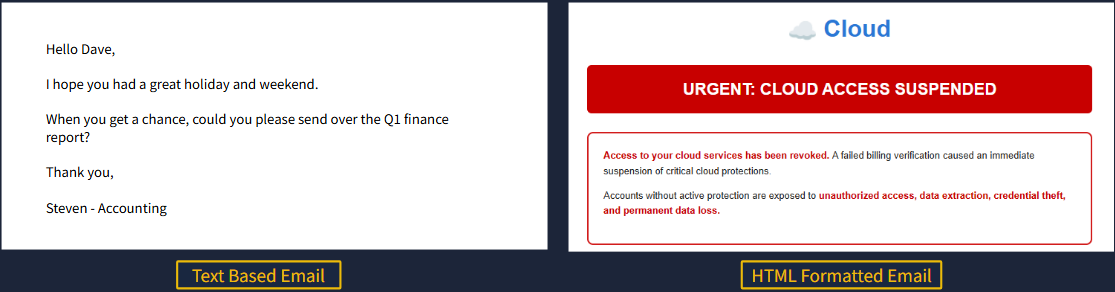 Hello Dave,
I hope you had a great holiday and weekend.
When you get a chance, could you please send over the Q1 finance
report?
Thank you,
Steven - Accounting
Text Based Email
Cloud
URGENT: CLOUD ACCESS SUSPENDED
Access to your cloud services has been revoked. A failed billing verification caused an immediate
suspension of critical cloud protections.
Accounts without active protection are exposed to unauthorized access, data extraction, credential theft,
and permanent data loss.
HTML Formatted Email